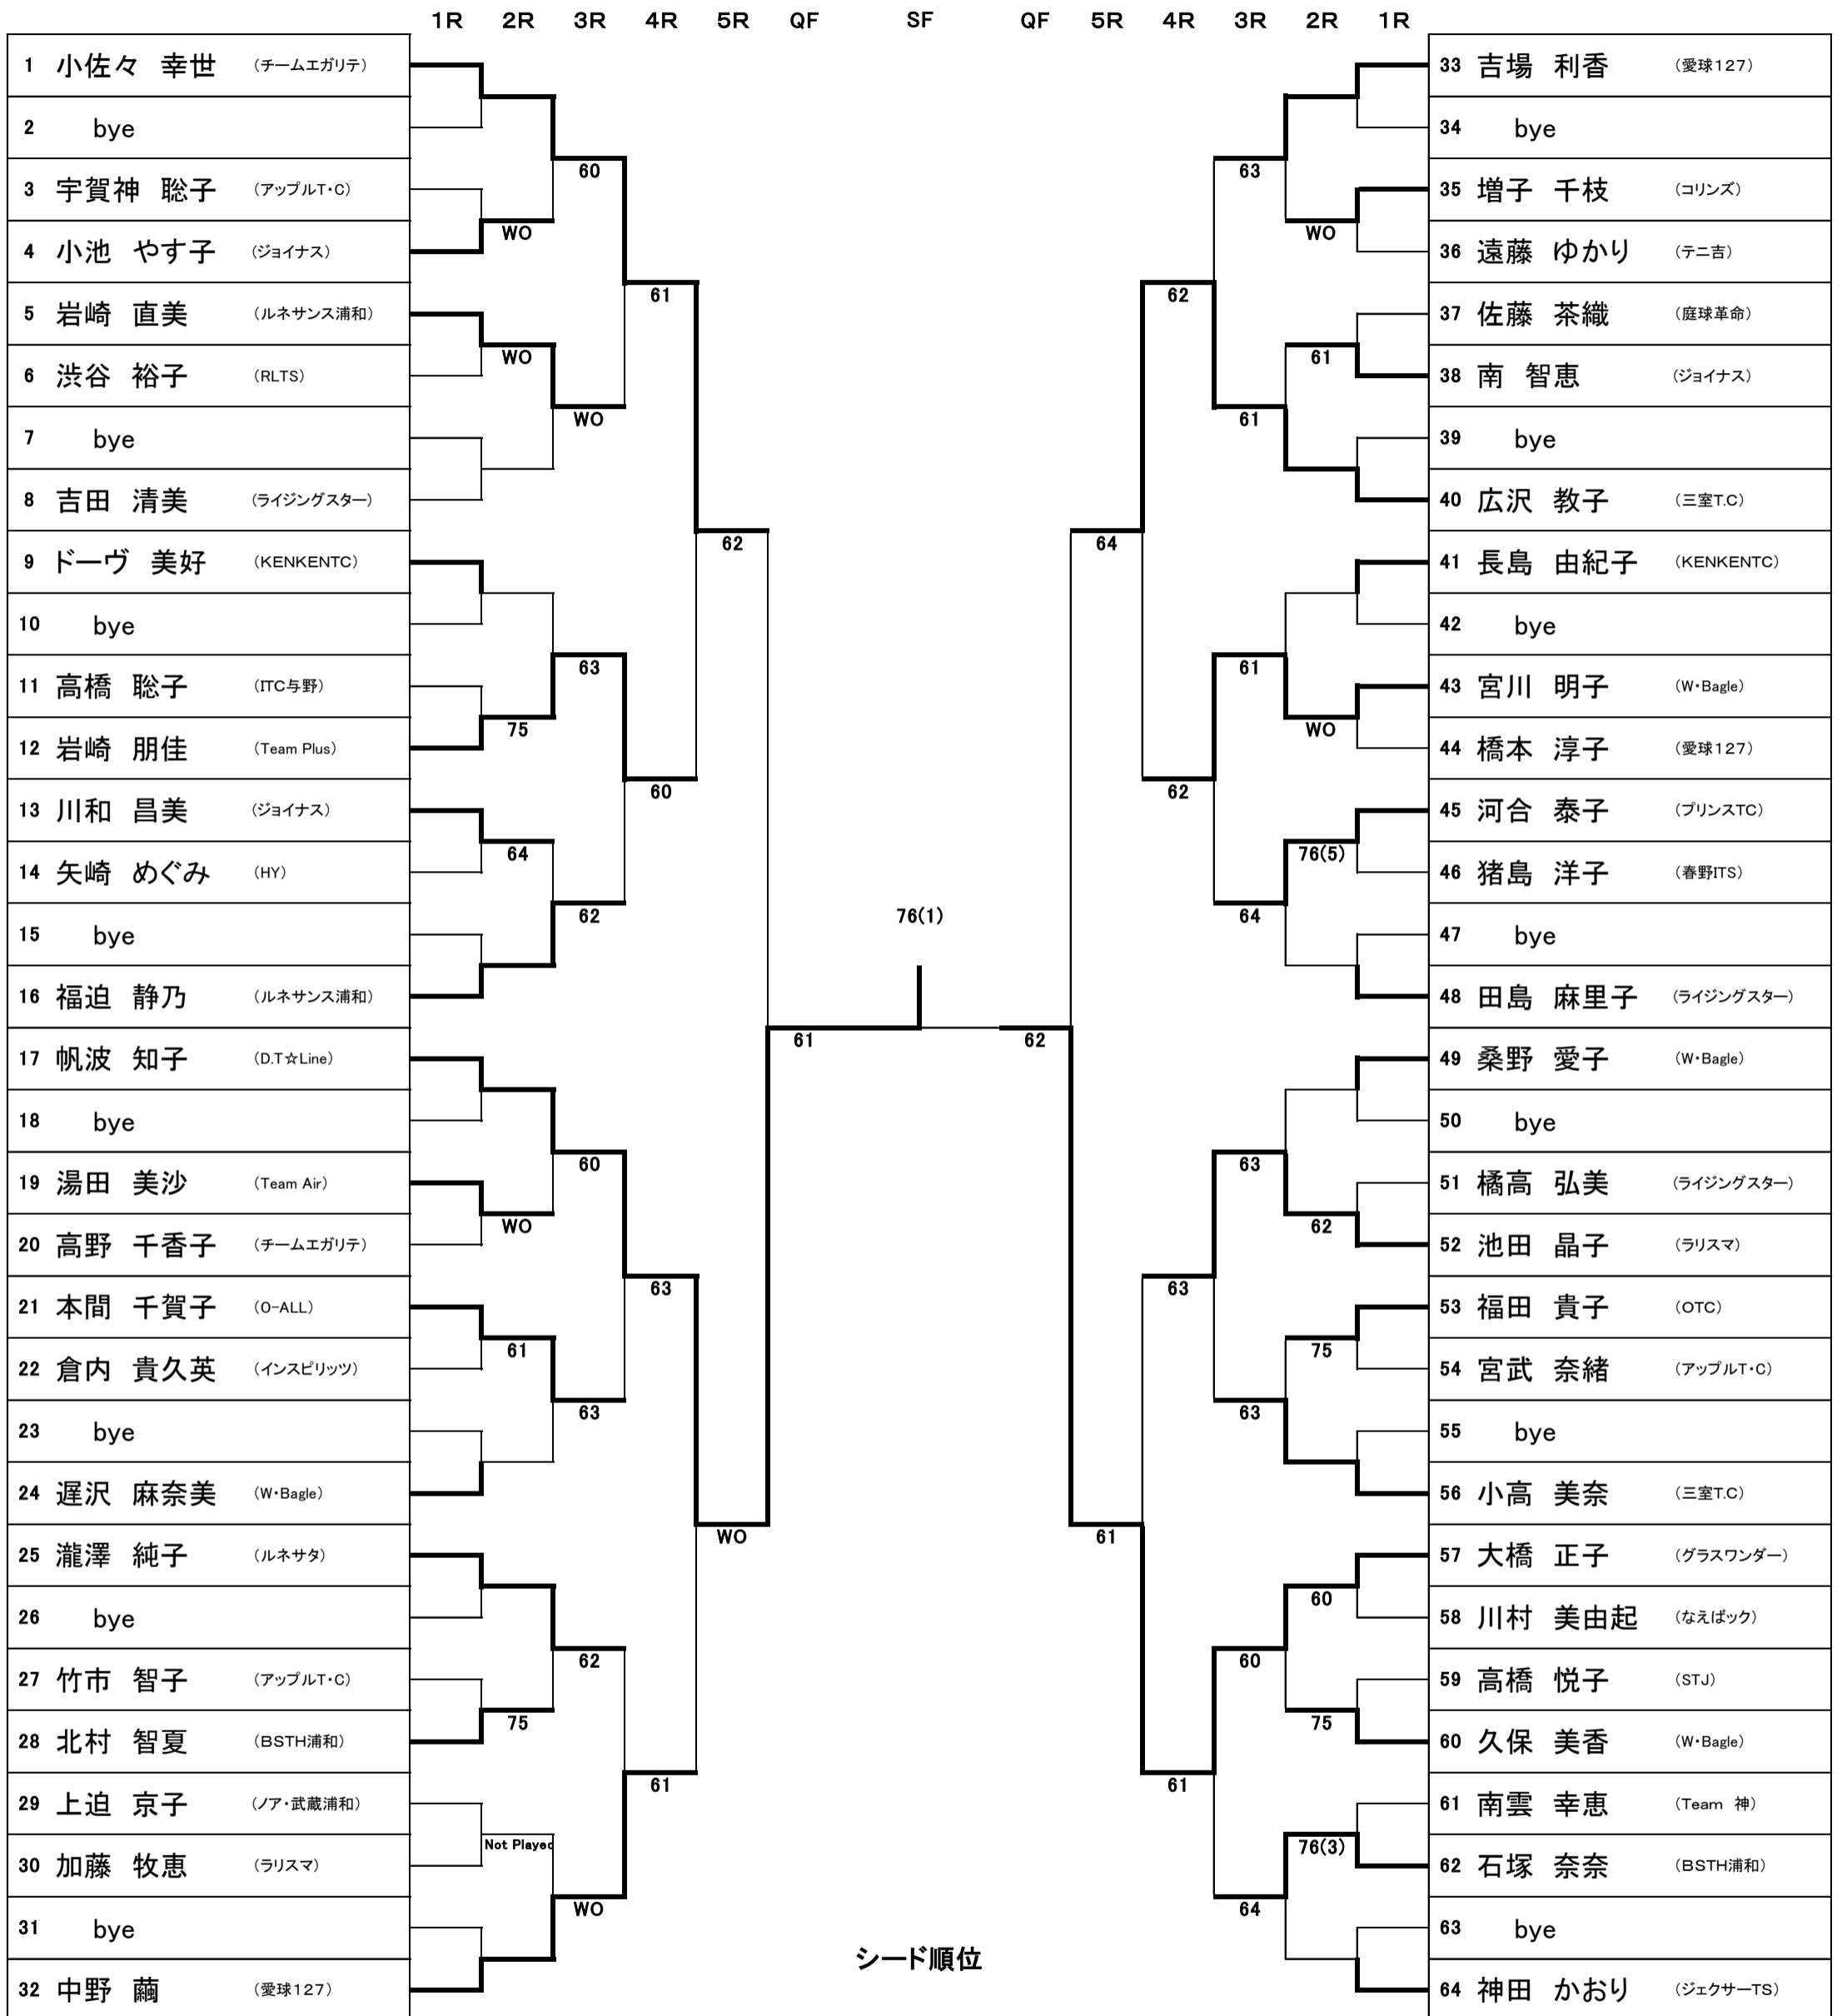 1R 2R 3R 4R 5R QF SF QF 5R 4R 3R 2R 1R
1 小佐々 幸世 (チームエガリテ)
2 bye
3 宇賀神 聡子 (アップルT・C)
4 小池 やす子 (ジョイナス)
5 岩崎 直美 (ルネサンス浦和)
6 渋谷 裕子 (RLTS)
7 bye
8 吉田 清美 (ライジングスター)
9 ドーヴ 美好 (KENKENTC)
10 bye
11 高橋 聡子 (ITC与野)
12 岩崎 朋佳 (Team Plus)
13 川和 昌美 (ジョイナス)
14 矢崎 めぐみ (HY)
15 bye
16 福迫 静乃 (ルネサンス浦和)
17 帆波 知子 (D.T☆Line)
18 bye
19 湯田 美沙 (Team Air)
20 高野 千香子 (チームエガリテ)
21 本間 千賀子 (O-ALL)
22 倉内 貴久英 (インスピリッツ)
23 bye
24 遅沢 麻奈美 (W・Bagle)
25 瀧澤 純子 (ルネサタ)
26 bye
27 竹市 智子 (アップルT・C)
28 北村 智夏 (BSTH浦和)
29 上迫 京子 (ノア・武蔵浦和)
30 加藤 牧恵 (ラリスマ)
31 bye
32 中野 繭 (愛球127)
WO
WO
75
64
WO
61
75
Not Played
60
WO
63
62
60
63
62
WO
61
60
63
61
62
WO
61
76(1)
62
64
61
62
62
63
61
63
61
61
64
63
63
60
64
WO
61
WO
76(5)
62
75
60
75
76(3)
33 吉場 利香 (愛球127)
34 bye
35 増子 千枝 (コリンズ)
36 遠藤 ゆかり (テニ吉)
37 佐藤 茶織 (庭球革命)
38 南 智恵 (ジョイナス)
39 bye
40 広沢 教子 (三室T.C)
41 長島 由紀子 (KENKENTC)
42 bye
43 宮川 明子 (W・Bagle)
44 橋本 淳子 (愛球127)
45 河合 泰子 (プリンスTC)
46 猪島 洋子 (春野ITS)
47 bye
48 田島 麻里子 (ライジングスター)
49 桑野 愛子 (W・Bagle)
50 bye
51 橘高 弘美 (ライジングスター)
52 池田 晶子 (ラリスマ)
53 福田 貴子 (OTC)
54 宮武 奈緒 (アップルT・C)
55 bye
56 小高 美奈 (三室T.C)
57 大橋 正子 (グラスワンダー)
58 川村 美由起 (なえぱック)
59 高橋 悦子 (STJ)
60 久保 美香 (W・Bagle)
61 南雲 幸恵 (Team 神)
62 石塚 奈奈 (BSTH浦和)
63 bye
64 神田 かおり (ジェクサーTS)
シード順位